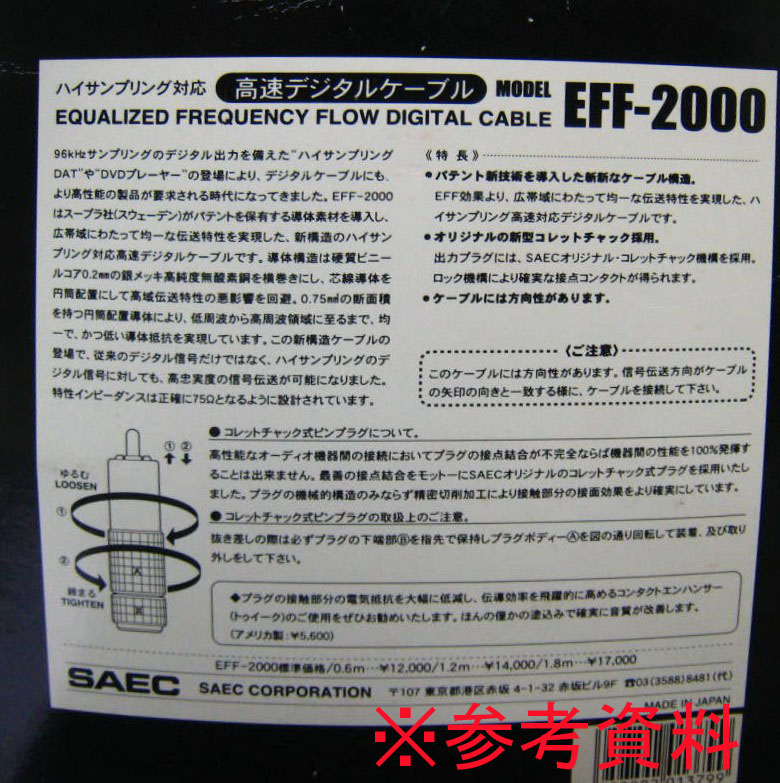 ハイサンプリング対応 高速デジタルケーブル MODEL EFF-2000
EQUALIZED FREQUENCY FLOW DIGITAL CABLE
96kHzサンプリングのデジタル出力を備えた"ハイサンプリング
DAT"や"DVDプレーヤー"の登場により、デジタルケーブルにも、
より高性能の製品が要求される時代になってきました。EFF-2000
はスープラ社(スウェーデン)がパテントを保有する導体素材を導入し、
広帯域にわたって均一な伝送特性を実現した、新構造のハイサン
プリング対応高速デジタルケーブルです。導体構造は硬質ビニー
ルコア0.2mmの銀メッキ高純度無酸素銅を横巻きにし、芯線導体を
円筒配置にして高域伝送特性の悪影響を回避。0.75mm²の断面積
を持つ円筒配置導体により、低周波から高周波領域に至るまで、均
一で、かつ低い導体抵抗を実現しています。この新構造ケーブルの
登場で、従来のデジタル信号だけではなく、ハイサンプリングのデ
ジタル信号に対しても、高忠実度の信号伝送が可能になりました。
特性インピーダンスは正確に75Ωとなるように設計されています。
《特長》
●パテント新技術を導入した斬新なケーブル構造。
EFF効果より、広帯域にわたって均一な伝送特性を実現した、ハ
イサンプリング高速対応デジタルケーブルです。
●オリジナルの新型コレットチャック採用。
出力プラグには、SAECオリジナル・コレットチャック機構を採用。
ロック機構により確実な接点コンタクトが得られます。
●ケーブルには方向性があります。
〈ご注意〉
このケーブルには方向性があります。信号伝送方向がケーブル
の矢印の向きと一致する様に、ケーブルを接続して下さい。
① ②
ゆるむ
LOOSEN
①
②
締まる
TIGHTEN
A
B
●コレットチャック式ピンプラグについて。
高性能なオーディオ機器間の接続においてプラグの接点結合が不完全ならば機器間の性能を100%発揮す
ることは出来ません。最善の接点結合をモットーにSAECオリジナルのコレットチャック式プラグを採用いたし
ました。プラグの機械的構造のみならず精密切削加工により接触部分の接面効果をより確実にしています。
●コレットチャック式ピンプラグの取扱上のご注意。
抜き差しの際は必ずプラグの下端部Ⓑを指先で保持しプラグボディーⒶを図の通り回転して装着、及び取り
外しをして下さい。
◆プラグの接触部分の電気抵抗を大幅に低減し、伝導効率を飛躍的に高めるコンタクトエンハンサー
(トゥイーク)のご使用をぜひお勧めいたします。ほんの僅かの塗込みで確実に音質が改善します。
(アメリカ製:¥5,600)
EFF-2000標準価格/0.6m…¥12,000/1.2m…¥14,000/1.8m…¥17,000
SAEC SAEC CORPORATION 〒107 東京都港区赤坂 4-1-32 赤坂ビル9F ☎03(3588)8481(代)
MADE IN JAPAN
※参考資料